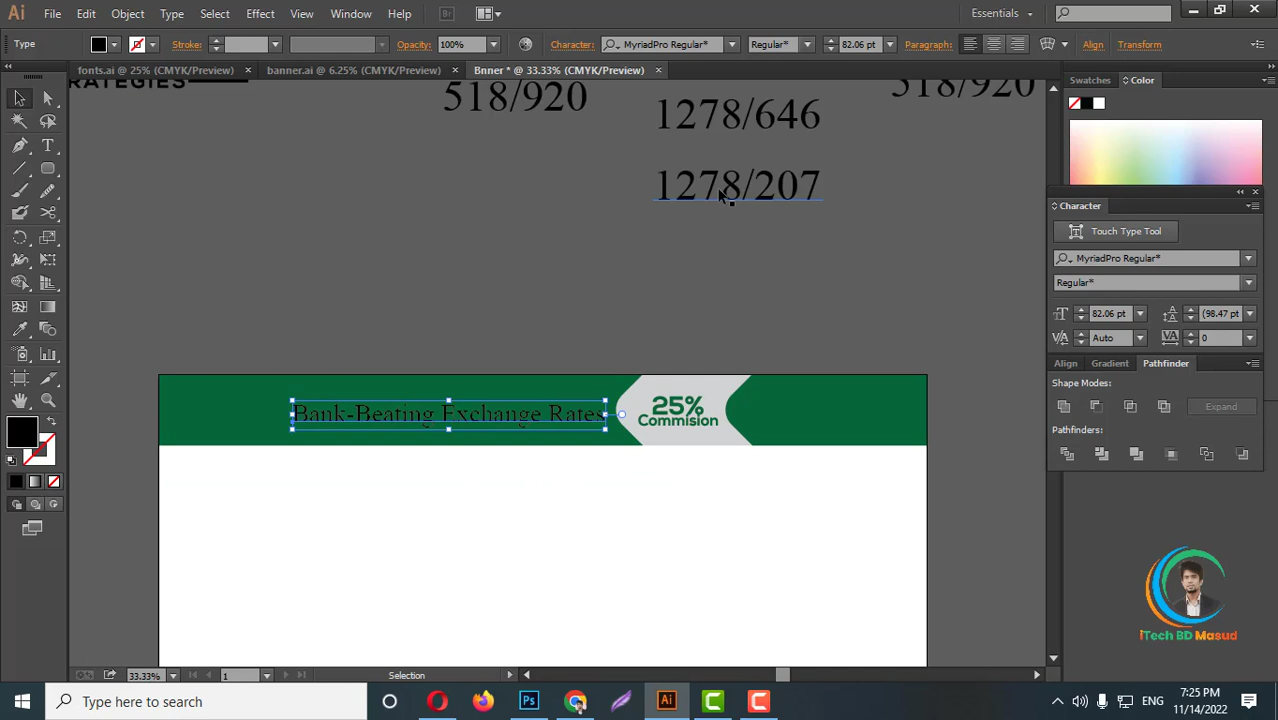 Ai File Edit Object Type Select Effect View Window Help Br Essentials
Type Stroke: Opacity: 100% Character: MyriadPro Regular* Regular* 82.06 pt Paragraph: Align Transform
fonts.ai @ 25% (CMYK/Preview) × banner.ai @ 6.25% (CMYK/Preview) × Bnner * @ 33.33% (CMYK/Preview) ×
RATEGIES
518/920
1278/646
518/920
1278/207
Bank-Beating Exchange Rates
25%
Commision
Swatches Color
Character
Touch Type Tool
MyriadPro Regular*
Regular*
82.06 pt (98.47 pt
Auto 0
Align Gradient Pathfinder
Shape Modes:
Expand
Pathfinders:
iTech BD Masud
33.33% 1 Selection
Type here to search
Ps Ai
ENG
7:25 PM
11/14/2022